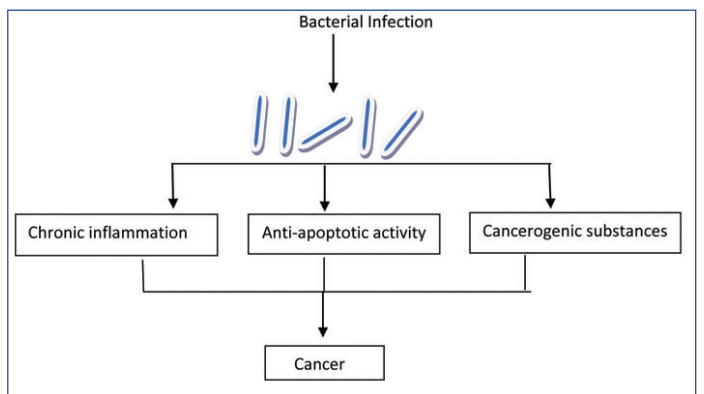 Bacterial Infection
Chronic inflammation
Anti-apoptotic activity
Cancerogenic substances
Cancer